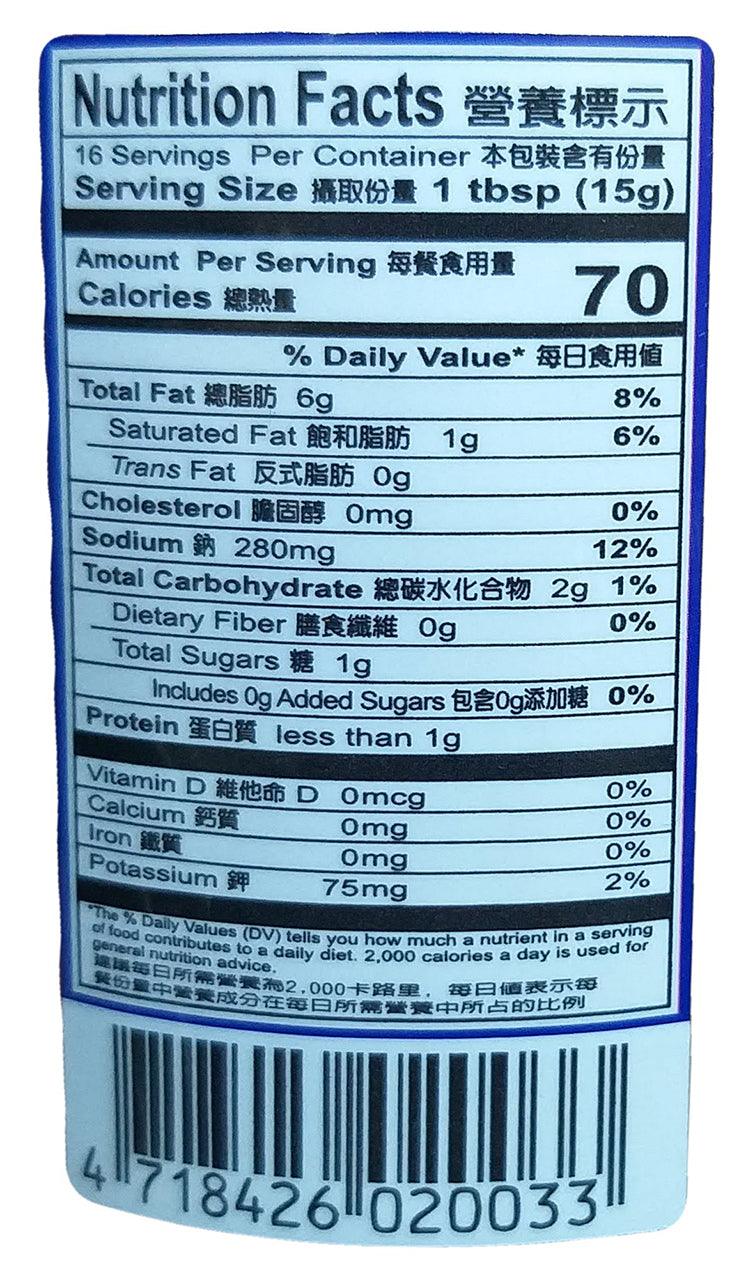 Nutrition Facts 營養標示
16 Servings Per Container 本包裝含有份量
Serving Size 攝取份量 1 tbsp (15g)
Amount Per Serving 每餐食用量
Calories 總熱量 70
% Daily Value* 每日食用値
Total Fat 總脂肪 6g 8%
Saturated Fat 飽和脂肪 1g 6%
Trans Fat 反式脂肪 0g
Cholesterol 膽固醇 0mg 0%
Sodium 鈉 280mg 12%
Total Carbohydrate 總碳水化合物 2g 1%
Dietary Fiber 膳食纖維 0g 0%
Total Sugars 糖 1g
Includes 0g Added Sugars 包含0g添加糖 0%
Protein 蛋白質 less than 1g
Vitamin D 維他命 D 0mcg 0%
Calcium 鈣質 0mg 0%
Iron 鐵質 0mg 0%
Potassium 鉀 75mg 2%
*The % Daily Values (DV) tells you how much a nutrient in a serving
of food contributes to a daily diet. 2,000 calories a day is used for
general nutrition advice.
建議每日所需營養為2,000卡路里，每日値表示每
餐份量中營養成分在每日所需營養中所占的比例
4 718426 020033